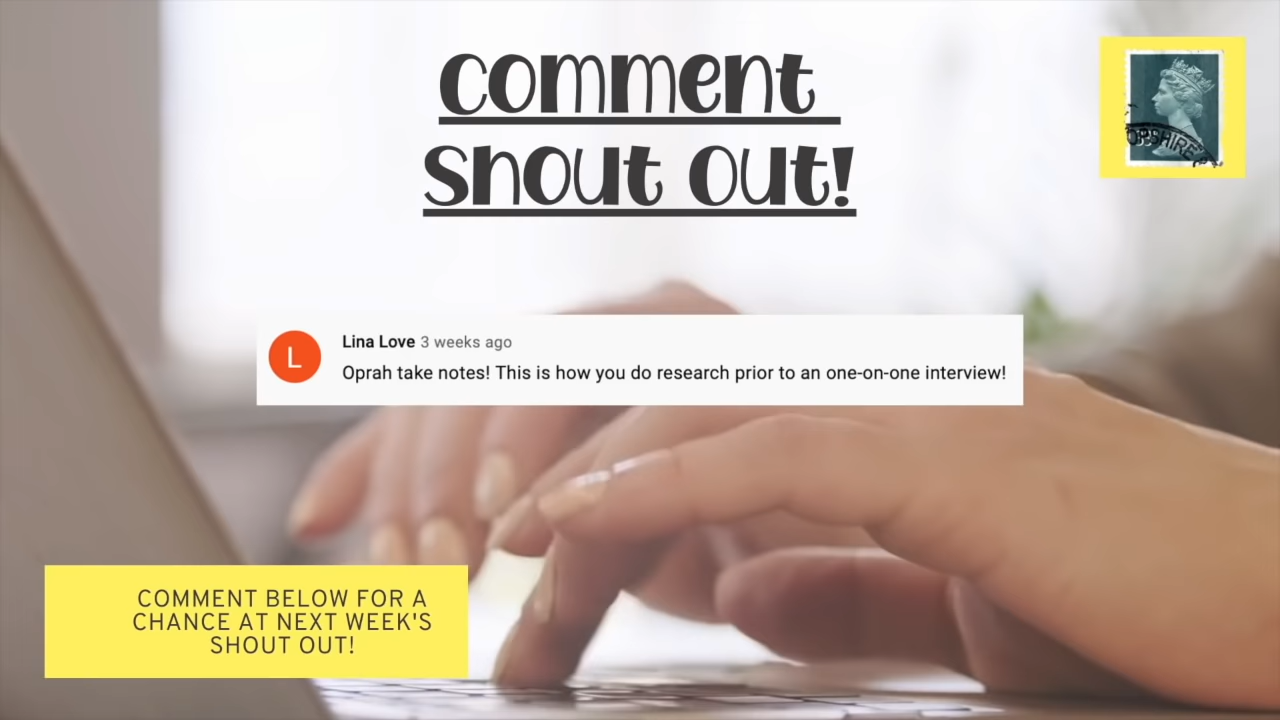 Comment
Shout Out!
OPSHIRE
L
Lina Love 3 weeks ago
Oprah take notes! This is how you do research prior to an one-on-one interview!
COMMENT BELOW FOR A
CHANCE AT NEXT WEEK'S
SHOUT OUT!